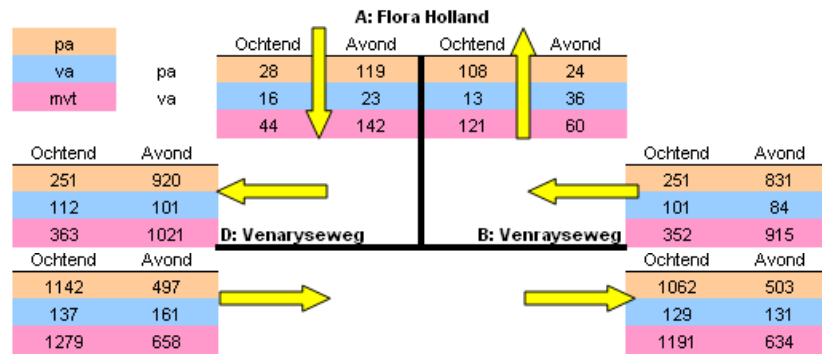 A: Flora Holland
Ochtend Avond Ochtend Avond
pa 28 119 108 24
va pa 16 23 13 36
mvt va 44 142 121 60
Ochtend Avond Ochtend Avond
251 920 251 831
112 101 101 84
363 1021 D: Venaryseweg B: Venrayseweg 352 915
Ochtend Avond Ochtend Avond
1142 497 1062 503
137 161 129 131
1279 658 1191 634